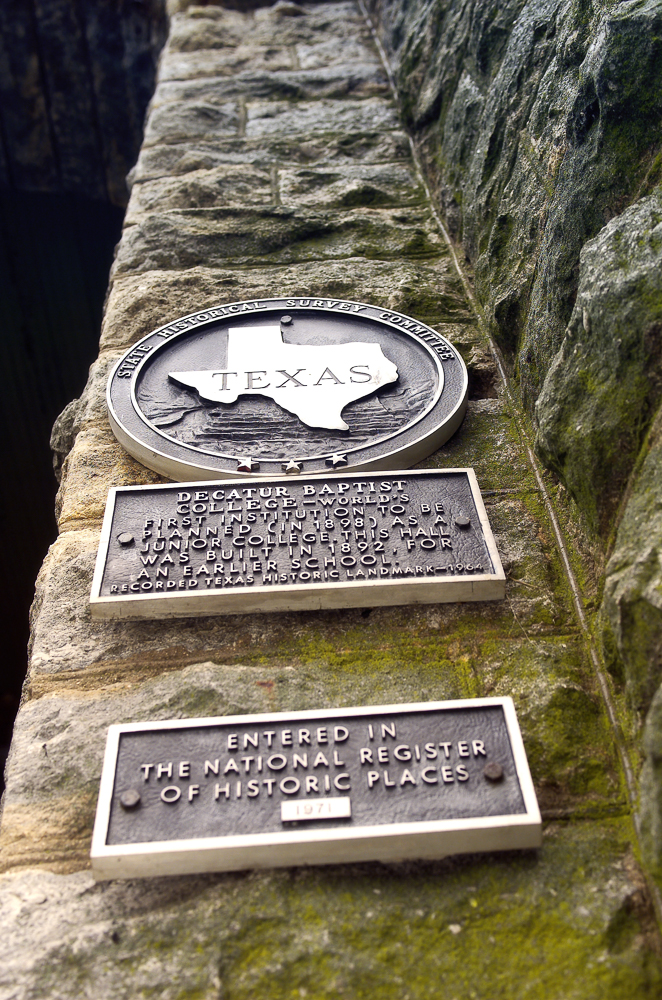 STATE HISTORICAL SURVEY COMMITTEE
TEXAS
DECATUR BAPTIST
COLLEGE. WORLD'S
FIRST INSTITUTION TO BE
PLANNED (IN 1898) AS A
JUNIOR COLLEGE. THIS HALL
WAS BUILT IN 1892, FOR
AN EARLIER SCHOOL.
RECORDED TEXAS HISTORIC LANDMARK—1964
ENTERED IN
THE NATIONAL REGISTER
OF HISTORIC PLACES
1971